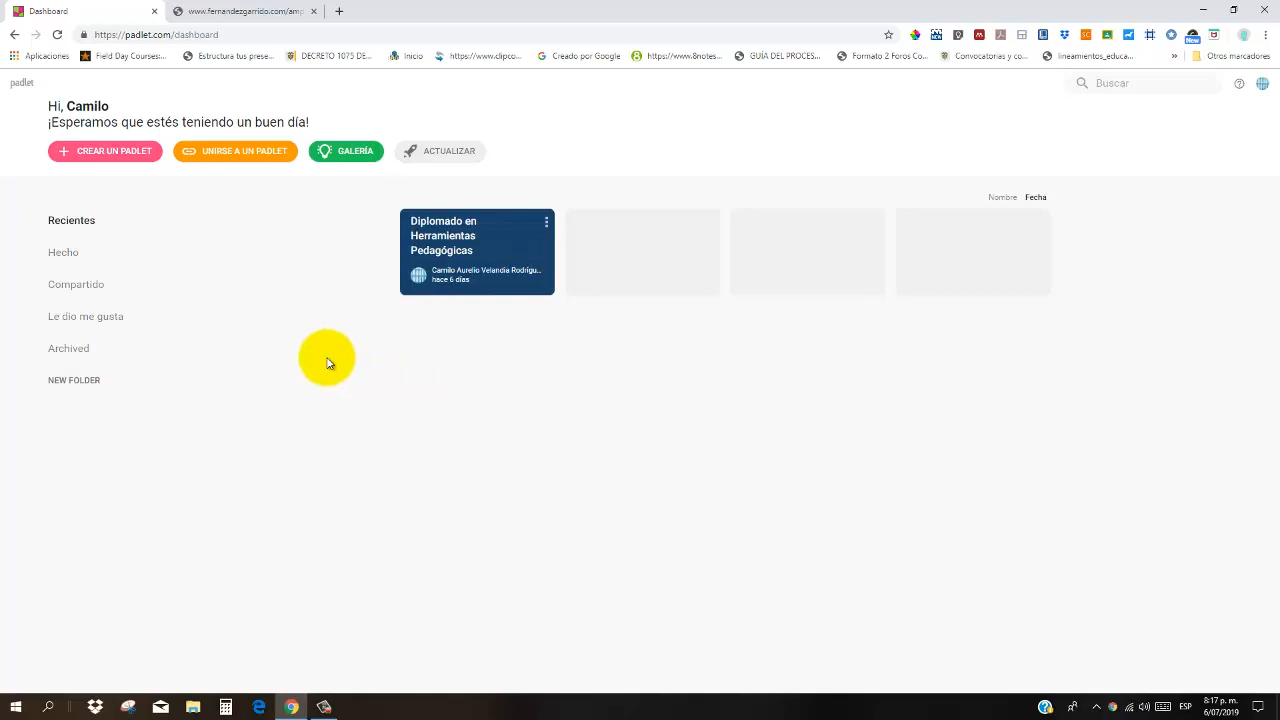 Dashboard
www.fernandezgarrido.com/amp
https://padlet.com/dashboard
Aplicaciones
Field Day Courses:...
Estructura tus prese...
DECRETO 1075 DE...
Inicio
https://www.dpco...
Creado por Google
https://www.8notes...
GUÍA DEL PROCES...
Formato 2 Foros Co...
Convocatorias y co...
lineamientos_educa...
»
Otros marcadores
New
padlet
Buscar
Hi, Camilo
¡Esperamos que estés teniendo un buen día!
CREAR UN PADLET
UNIRSE A UN PADLET
GALERÍA
ACTUALIZAR
Nombre
Fecha
Recientes
Hecho
Compartido
Le dio me gusta
Archived
NEW FOLDER
Diplomado en
Herramientas
Pedagógicas
Camilo Aurelio Velandia Rodrígu...
hace 6 días
ESP
8:17 p. m.
6/07/2019